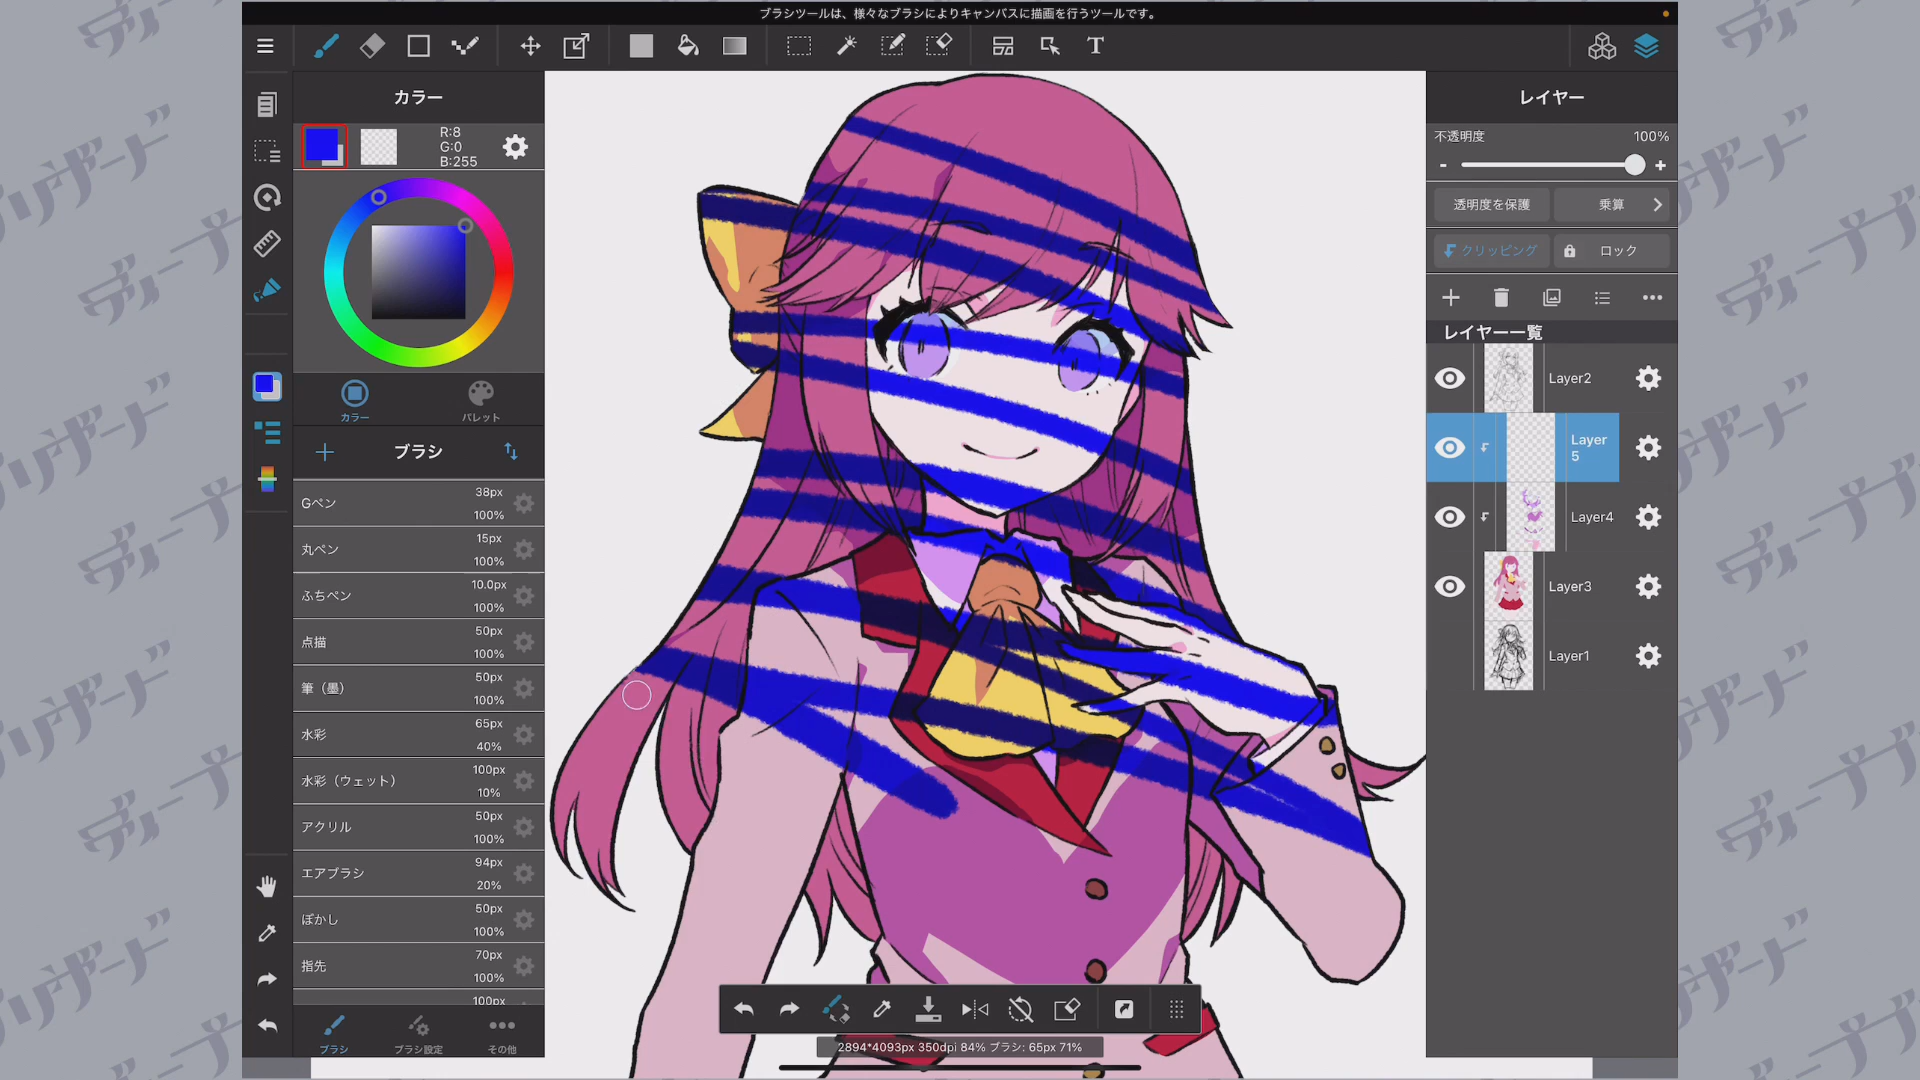 ブラシツールは、様々なブラシによりキャンバスに描画を行うツールです。
カラー
R:8
G:0
B:255
カラー
パレット
ブラシ
Gペン
38px
100%
丸ペン
15px
100%
ふちペン
10.0px
100%
点描
50px
100%
筆（墨）
50px
100%
水彩
65px
40%
水彩（ウェット）
100px
10%
アクリル
50px
100%
エアブラシ
94px
20%
ぼかし
50px
100%
指先
70px
100%
100px
ブラシ
ブラシ設定
その他
T
2894*4093px 350dpi 84% ブラシ: 65px 71%
レイヤー
不透明度
100%
透明度を保護
乗算
クリッピング
ロック
レイヤー一覧
Layer2
Layer
5
Layer4
Layer3
Layer1